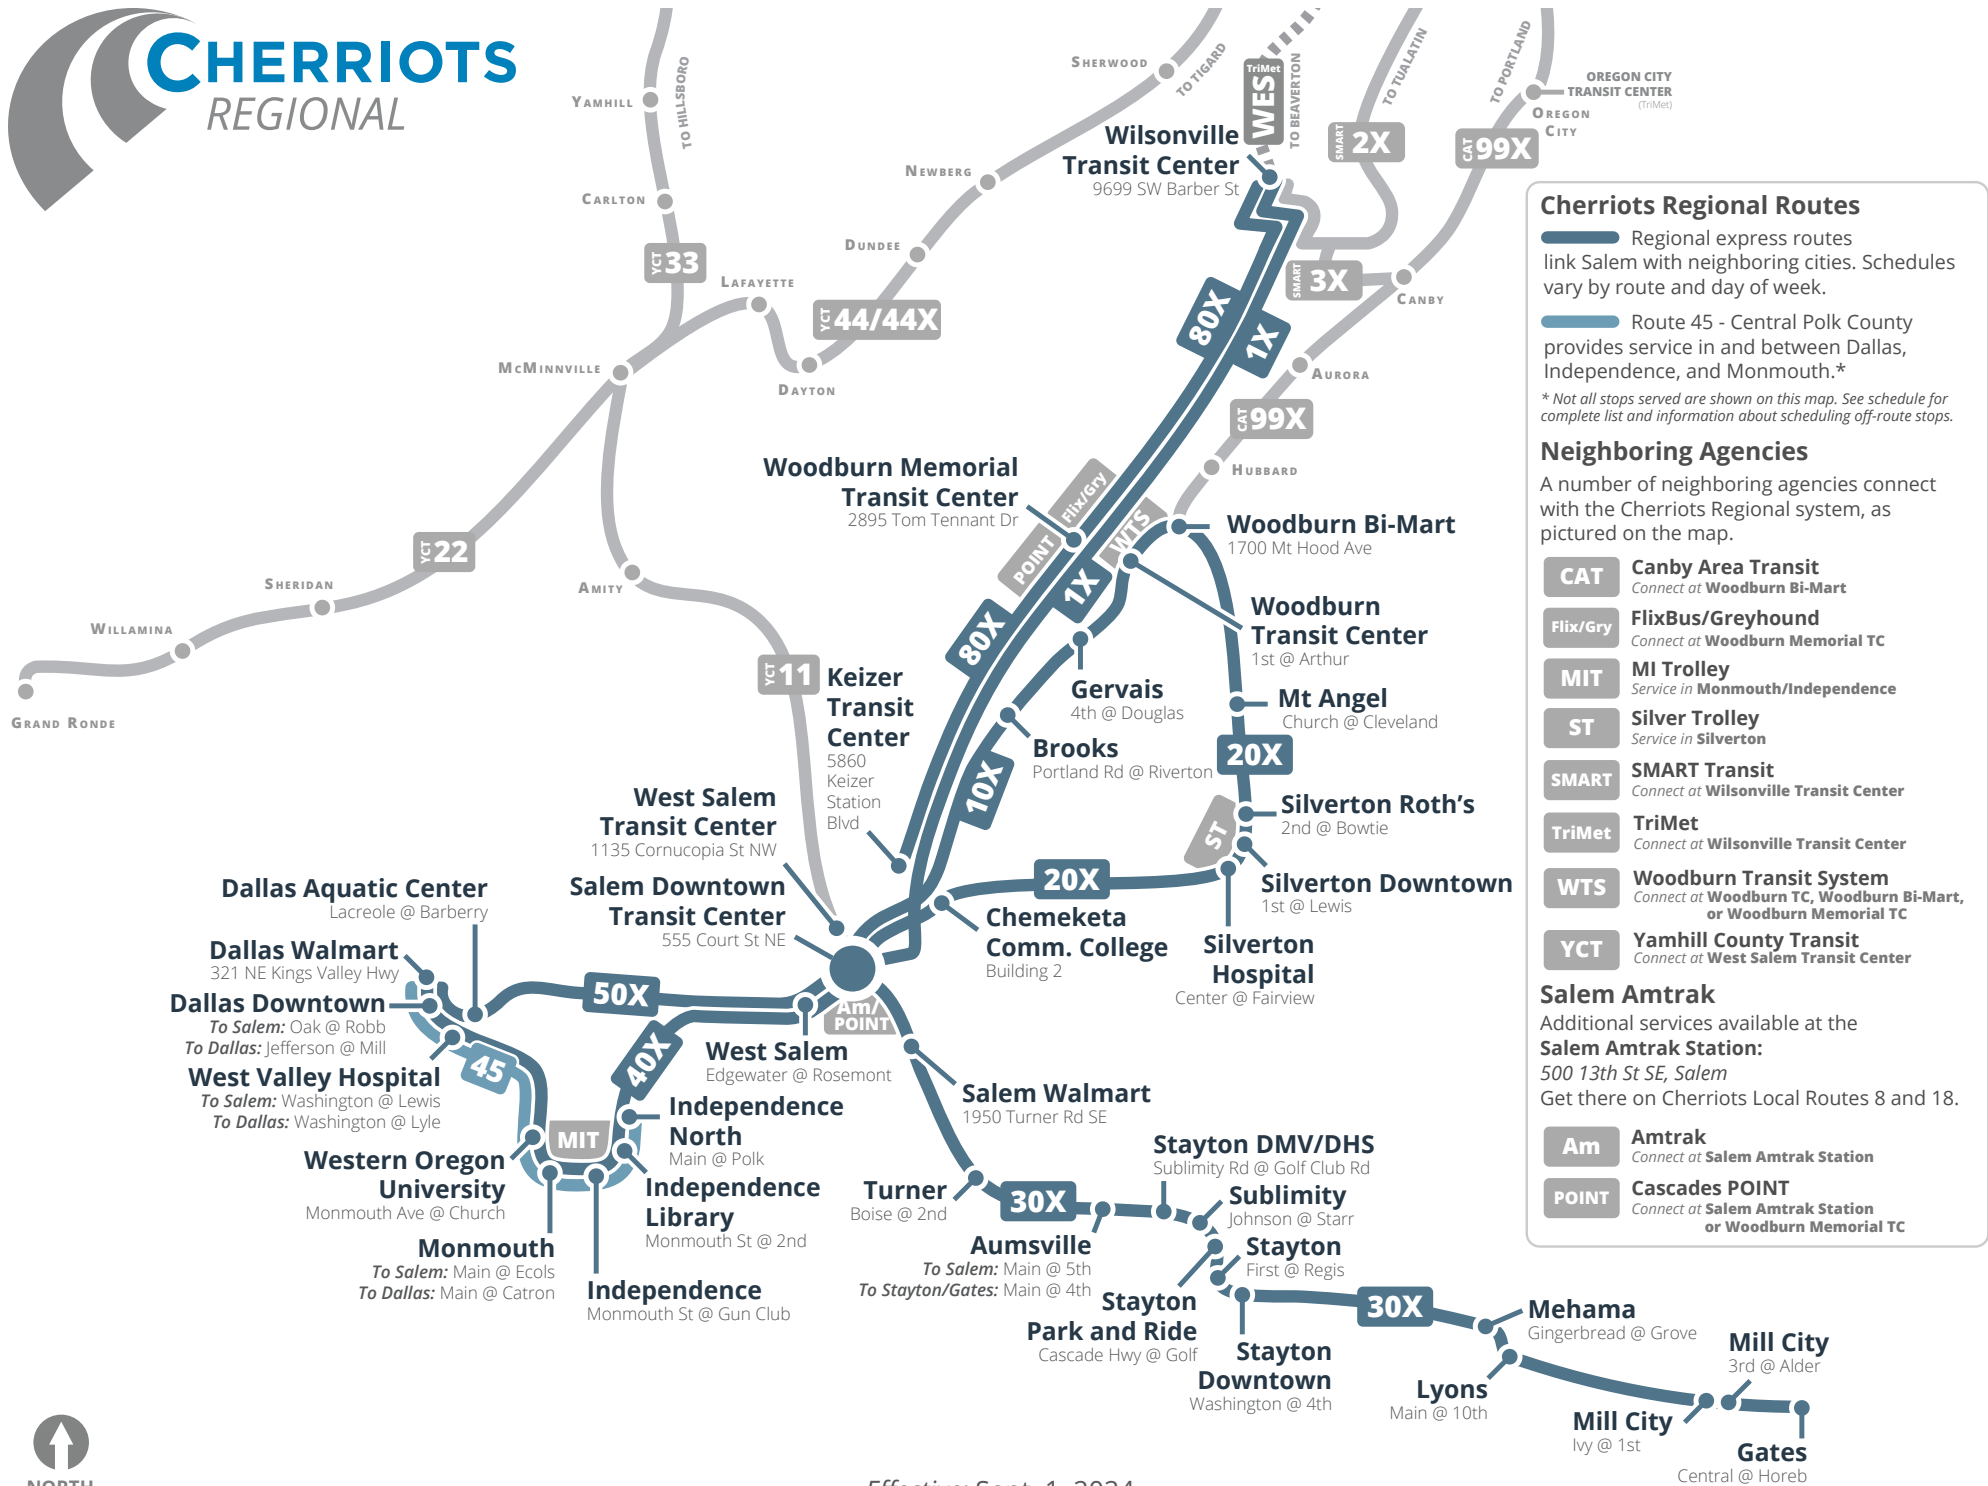 CHERRIOTS
REGIONAL
YAMHILL
TO HILLSBORO
CARLTON
YCT 33
LAFAYETTE
MCMINNVILLE
DAYTON
YCT 44/44X
DUNDEE
NEWBERG
SHERWOOD
TO TIGARD
TriMet
WES
TO BEAVERTON
SMART 2X
TO TUALATIN
TO PORTLAND
CAT 99X
OREGON CITY
TRANSIT CENTER
(TriMet)
OREGON
CITY
Wilsonville
Transit Center
9699 SW Barber St
SMART 3X
CANBY
80X
1X
AURORA
CAT 99X
HUBBARD
Woodburn Memorial
Transit Center
2895 Tom Tennant Dr
Flix/Gry
POINT
WTS
Woodburn Bi-Mart
1700 Mt Hood Ave
1X
80X
Woodburn
Transit Center
1st @ Arthur
YCT 22
SHERIDAN
WILLAMINA
GRAND RONDE
AMITY
YCT 11
Keizer
Transit
Center
5860
Keizer
Station
Blvd
Gervais
4th @ Douglas
Mt Angel
Church @ Cleveland
Brooks
Portland Rd @ Riverton
20X
10X
West Salem
Transit Center
1135 Cornucopia St NW
Silverton Roth's
2nd @ Bowtie
ST
Salem Downtown
Transit Center
555 Court St NE
20X
Silverton Downtown
1st @ Lewis
Chemeketa
Comm. College
Building 2
Silverton
Hospital
Center @ Fairview
Dallas Aquatic Center
Lacreole @ Barberry
Dallas Walmart
321 NE Kings Valley Hwy
Dallas Downtown
To Salem: Oak @ Robb
To Dallas: Jefferson @ Mill
50X
Am/
POINT
West Valley Hospital
To Salem: Washington @ Lewis
To Dallas: Washington @ Lyle
45
40X
West Salem
Edgewater @ Rosemont
MIT
Independence
North
Main @ Polk
Western Oregon
University
Monmouth Ave @ Church
Independence
Library
Monmouth St @ 2nd
Monmouth
To Salem: Main @ Ecols
To Dallas: Main @ Catron
Independence
Monmouth St @ Gun Club
Salem Walmart
1950 Turner Rd SE
Turner
Boise @ 2nd
30X
Stayton DMV/DHS
Sublimity Rd @ Golf Club Rd
Sublimity
Johnson @ Starr
Aumsville
To Salem: Main @ 5th
To Stayton/Gates: Main @ 4th
Stayton
First @ Regis
Stayton
Park and Ride
Cascade Hwy @ Golf
Stayton
Downtown
Washington @ 4th
30X
Mehama
Gingerbread @ Grove
Lyons
Main @ 10th
Mill City
3rd @ Alder
Mill City
Ivy @ 1st
Gates
Central @ Horeb
Cherriots Regional Routes
Regional express routes
link Salem with neighboring cities. Schedules
vary by route and day of week.
Route 45 - Central Polk County
provides service in and between Dallas,
Independence, and Monmouth.*
* Not all stops served are shown on this map. See schedule for
complete list and information about scheduling off-route stops.
Neighboring Agencies
A number of neighboring agencies connect
with the Cherriots Regional system, as
pictured on the map.
CAT
Canby Area Transit
Connect at Woodburn Bi-Mart
Flix/Gry
FlixBus/Greyhound
Connect at Woodburn Memorial TC
MIT
MI Trolley
Service in Monmouth/Independence
ST
Silver Trolley
Service in Silverton
SMART
SMART Transit
Connect at Wilsonville Transit Center
TriMet
TriMet
Connect at Wilsonville Transit Center
WTS
Woodburn Transit System
Connect at Woodburn TC, Woodburn Bi-Mart,
or Woodburn Memorial TC
YCT
Yamhill County Transit
Connect at West Salem Transit Center
Salem Amtrak
Additional services available at the
Salem Amtrak Station:
500 13th St SE, Salem
Get there on Cherriots Local Routes 8 and 18.
Am
Amtrak
Connect at Salem Amtrak Station
POINT
Cascades POINT
Connect at Salem Amtrak Station
or Woodburn Memorial TC
NORTH
Effective Sept. 1, 2024